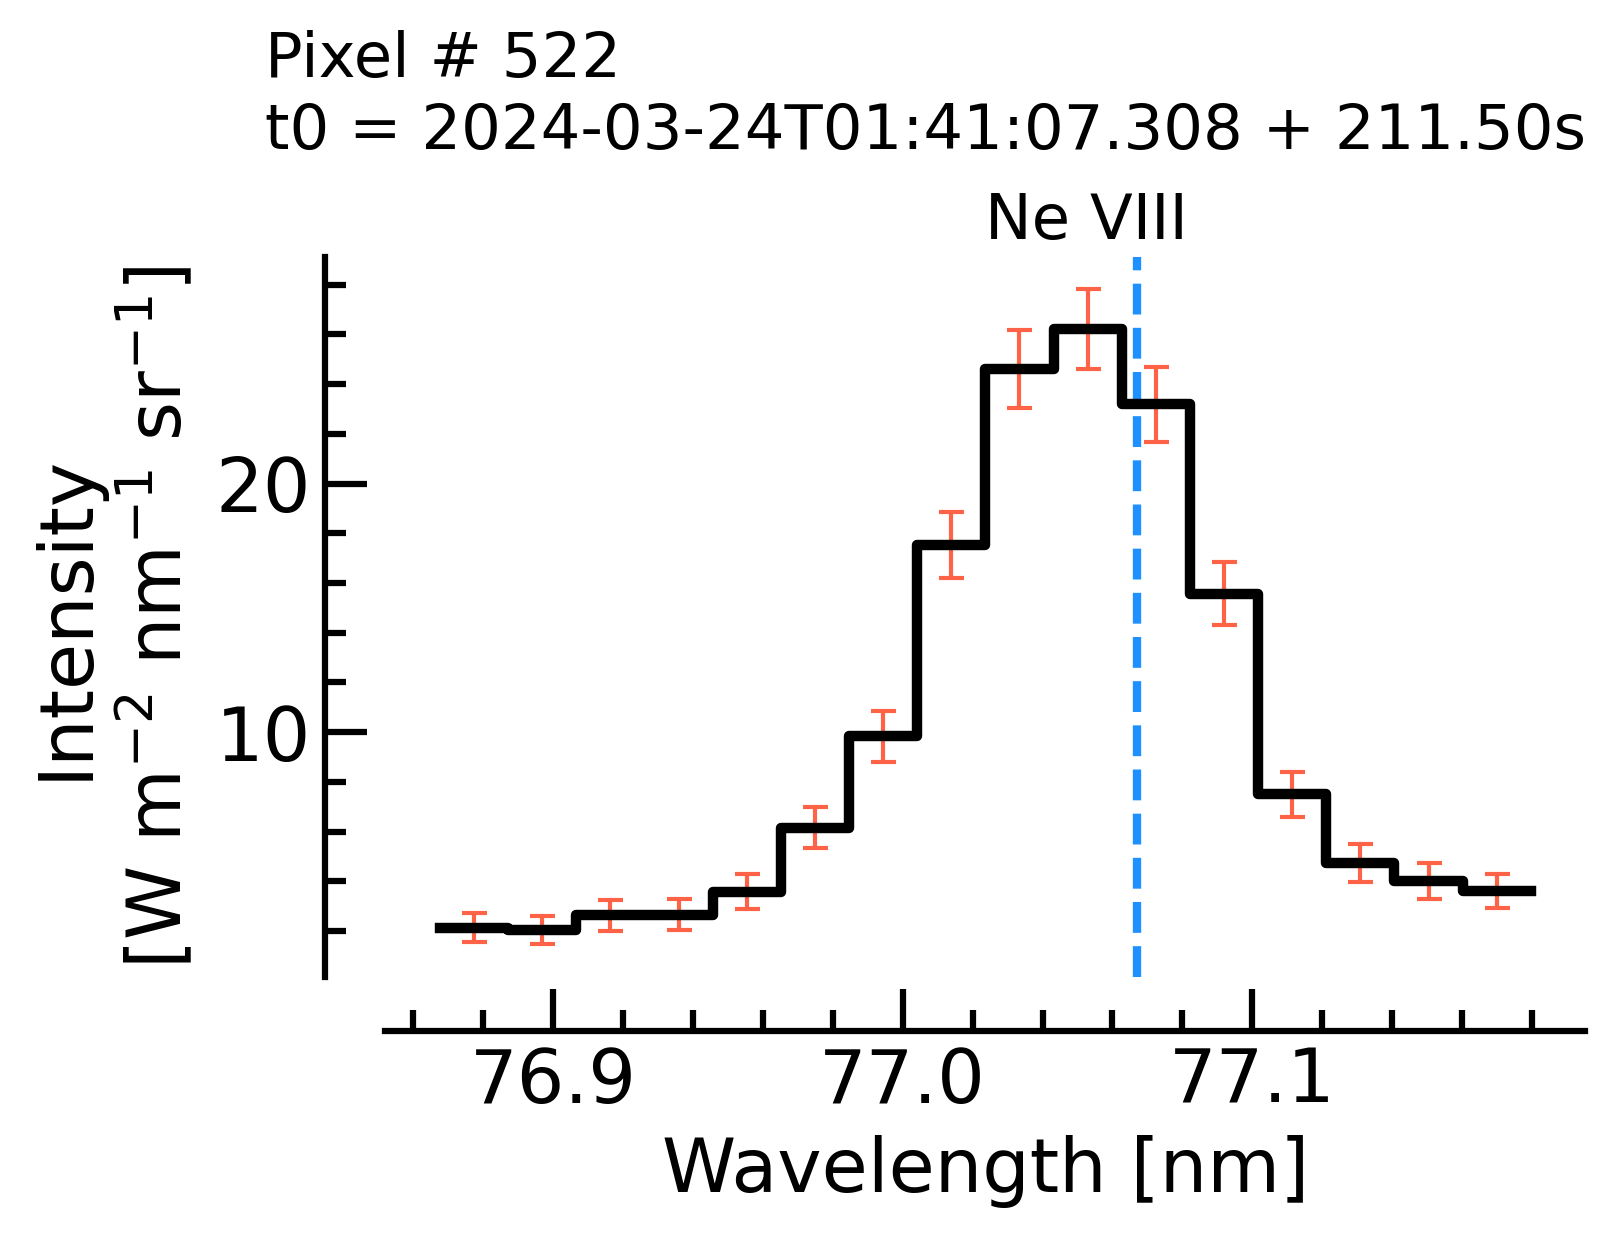 Pixel # 522
t0 = 2024-03-24T01:41:07.308 + 211.50s
Ne VIII
Intensity
[W m⁻² nm⁻¹ sr⁻¹]
20
10
76.9 77.0 77.1
Wavelength [nm]